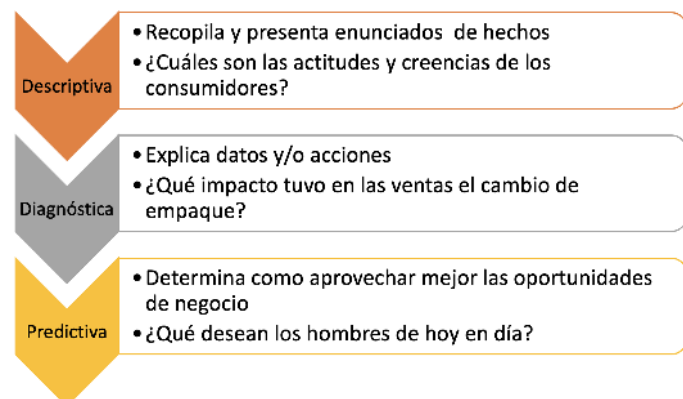 Descriptiva
• Recopila y presenta enunciados de hechos
• ¿Cuáles son las actitudes y creencias de los
consumidores?
Diagnóstica
• Explica datos y/o acciones
• ¿Qué impacto tuvo en las ventas el cambio de
empaque?
Predictiva
• Determina como aprovechar mejor las oportunidades
de negocio
• ¿Qué desean los hombres de hoy en día?